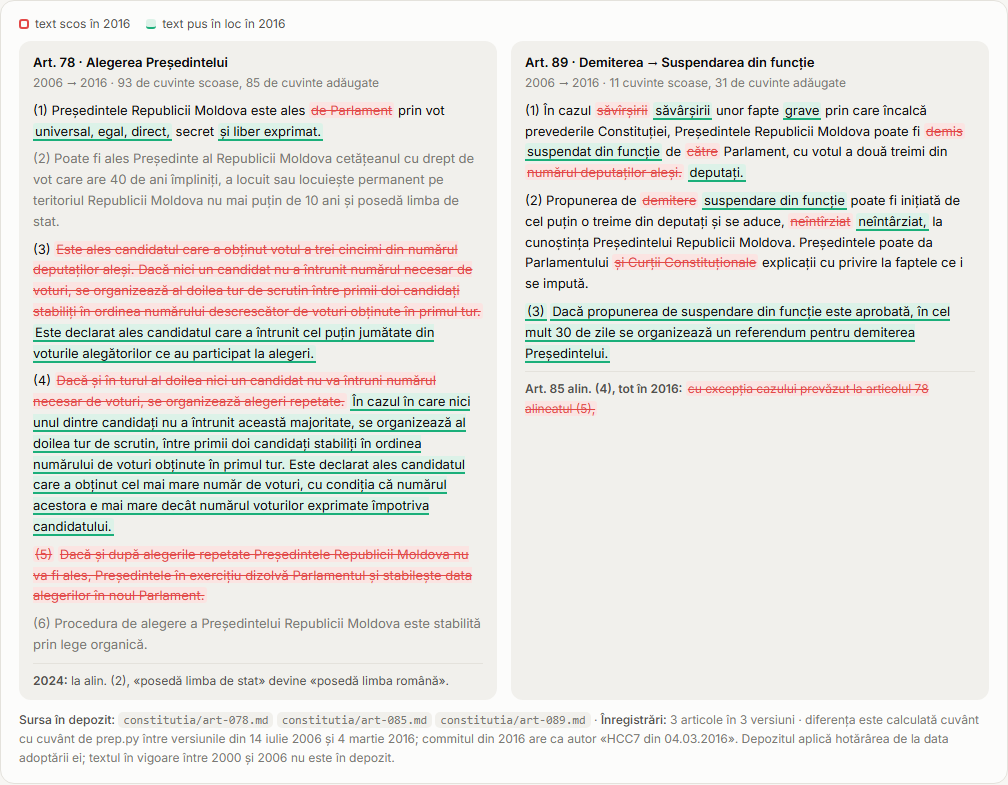 text scos în 2016 text pus în loc în 2016
Art. 78 · Alegerea Președintelui
2006 → 2016 · 93 de cuvinte scoase, 85 de cuvinte adăugate
(1) Președintele Republicii Moldova este ales de Parlament prin vot
universal, egal, direct, secret și liber exprimat.
(2) Poate fi ales Președinte al Republicii Moldova cetățeanul cu drept de
vot care are 40 de ani împliniți, a locuit sau locuiește permanent pe
teritoriul Republicii Moldova nu mai puțin de 10 ani și posedă limba de
stat.
(3) Este ales candidatul care a obținut votul a trei cincimi din numărul
deputaților aleși. Dacă nici un candidat nu a întrunit numărul necesar de
voturi, se organizează al doilea tur de scrutin între primii doi candidați
stabiliți în ordinea numărului descrescător de voturi obținute în primul tur.
Este declarat ales candidatul care a întrunit cel puțin jumătate din
voturile alegătorilor ce au participat la alegeri.
(4) Dacă și în turul al doilea nici un candidat nu va întruni numărul
necesar de voturi, se organizează alegeri repetate. În cazul în care nici
unul dintre candidați nu a întrunit această majoritate, se organizează al
doilea tur de scrutin, între primii doi candidați stabiliți în ordinea
numărului de voturi obținute în primul tur. Este declarat ales candidatul
care a obținut cel mai mare număr de voturi, cu condiția că numărul
acestora e mai mare decât numărul voturilor exprimate împotriva
candidatului.
(5) Dacă și după alegerile repetate Președintele Republicii Moldova nu
va fi ales, Președintele în exercițiu dizolvă Parlamentul și stabilește data
alegerilor în noul Parlament.
(6) Procedura de alegere a Președintelui Republicii Moldova este stabilită
prin lege organică.
2024: la alin. (2), «posedă limba de stat» devine «posedă limba română».
Art. 89 · Demiterea → Suspendarea din funcție
2006 → 2016 · 11 cuvinte scoase, 31 de cuvinte adăugate
(1) În cazul săvîrșirii săvârșirii unor fapte grave prin care încalcă
prevederile Constituției, Președintele Republicii Moldova poate fi demis
suspendat din funcție de către Parlament, cu votul a două treimi din
numărul deputaților aleși. deputați.
(2) Propunerea de demitere suspendare din funcție poate fi inițiată de
cel puțin o treime din deputați și se aduce, neîntîrziat neîntârziat, la
cunoștința Președintelui Republicii Moldova. Președintele poate da
Parlamentului și Curții Constituționale explicații cu privire la faptele ce i
se impută.
(3) Dacă propunerea de suspendare din funcție este aprobată, în cel
mult 30 de zile se organizează un referendum pentru demiterea
Președintelui.
Art. 85 alin. (4), tot în 2016: cu excepția cazului prevăzut la articolul 78
alineatul (5),
Sursa în depozit: constitutia/art-078.md constitutia/art-085.md constitutia/art-089.md · Înregistrări: 3 articole în 3 versiuni · diferența este calculată cuvânt
cu cuvânt de prep.py între versiunile din 14 iulie 2006 și 4 martie 2016; commitul din 2016 are ca autor «HCC7 din 04.03.2016». Depozitul aplică hotărârea de la data
adoptării ei; textul în vigoare între 2000 și 2006 nu este în depozit.